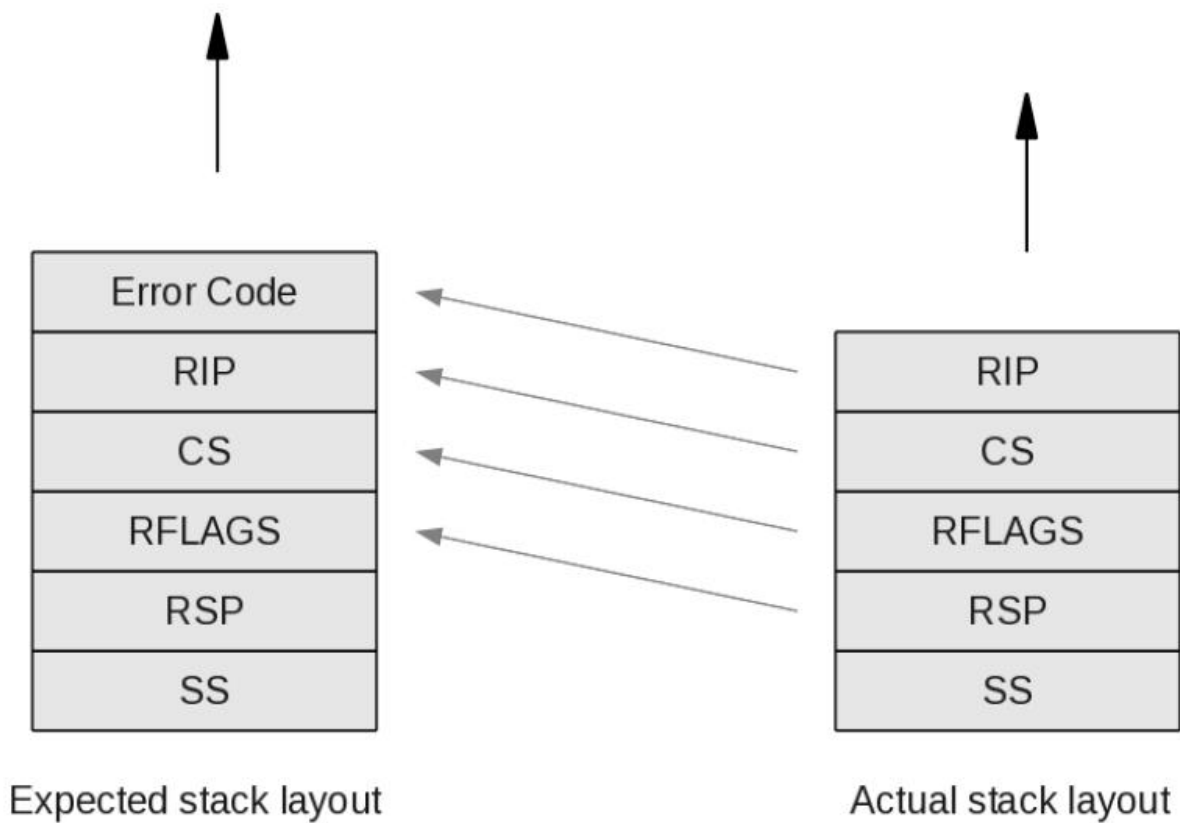 Error Code
RIP
CS
RFLAGS
RSP
SS
Expected stack layout
RIP
CS
RFLAGS
RSP
SS
Actual stack layout